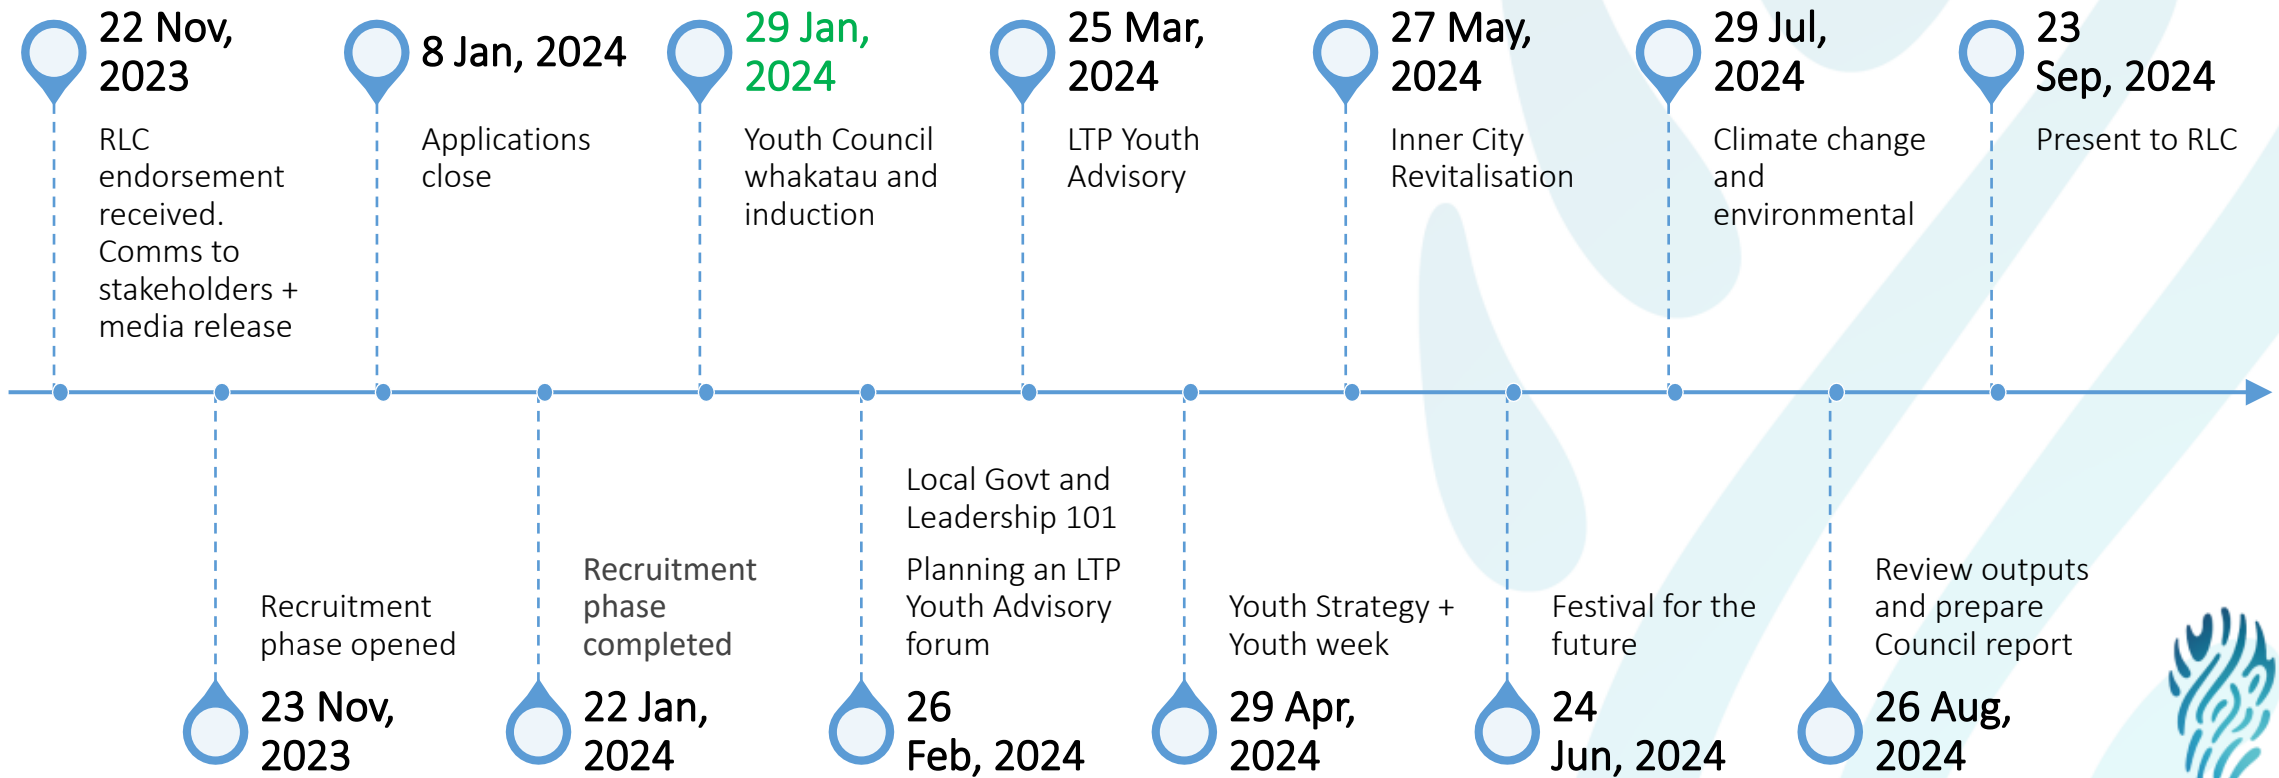 22 Nov,
2023
RLC
endorsement
received.
Comms to
stakeholders +
media release
8 Jan, 2024
Applications
close
29 Jan,
2024
Youth Council
whakatau and
induction
25 Mar,
2024
LTP Youth
Advisory
27 May,
2024
Inner City
Revitalisation
29 Jul,
2024
Climate change
and
environmental
23
Sep, 2024
Present to RLC
Recruitment
phase opened
23 Nov,
2023
Recruitment
phase
completed
22 Jan,
2024
Local Govt and
Leadership 101
Planning an LTP
Youth Advisory
forum
26
Feb, 2024
Youth Strategy +
Youth week
29 Apr,
2024
Festival for the
future
24
Jun, 2024
Review outputs
and prepare
Council report
26 Aug,
2024